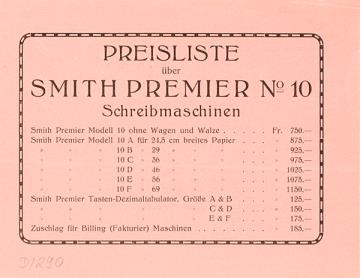 PREISLISTE
über
SMITH PREMIER No 10
Schreibmaschinen
Smith Premier Modell 10 ohne Wagen und Walze . . . . . Fr. 750.—
Smith Premier Modell 10 A für 24,5 cm breites Papier . . . . » 875.—
» » » 10 B » 29 » » » . . . . » 925.—
» » » 10 C » 36 » » » . . . . » 975.—
» » » 10 D » 46 » » » . . . . » 1025.—
» » » 10 E » 56 » » » . . . . » 1075.—
» » » 10 F » 69 » » » . . . . » 1150.—
Smith Premier Tasten-Dezimaltabulator, Größe A & B . . » 125.—
» » » » » C & D . . » 150.—
» » » » » E & F . . » 175.—
Zuschlag für Billing (Fakturier) Maschinen . . . . . . » 185.—
D/290